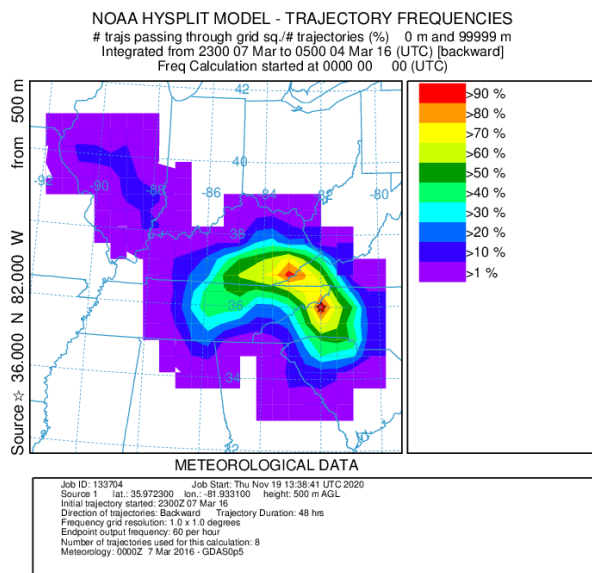 NOAA HYSPLIT MODEL - TRAJECTORY FREQUENCIES
# trajs passing through grid sq./# trajectories (%) 0 m and 99999 m
Integrated from 2300 07 Mar to 0500 04 Mar 16 (UTC) [backward]
Freq Calculation started at 0000 00 00 (UTC)
Source ☆ 36.000 N 82.000 W from 500 m
42
40
-92
-90
-88
-86
-84
-82
-80
38
36
34
32
>90 %
>80 %
>70 %
>60 %
>50 %
>40 %
>30 %
>20 %
>10 %
>1 %
METEOROLOGICAL DATA
Job ID: 133704 Job Start: Thu Nov 19 13:38:41 UTC 2020
Source 1 lat.: 35.972300 lon.: -81.933100 height: 500 m AGL
Initial trajectory started: 2300Z 07 Mar 16
Direction of trajectories: Backward Trajectory Duration: 48 hrs
Frequency grid resolution: 1.0 x 1.0 degrees
Endpoint output frequency: 60 per hour
Number of trajectories used for this calculation: 8
Meteorology: 0000Z 7 Mar 2016 - GDAS0p5